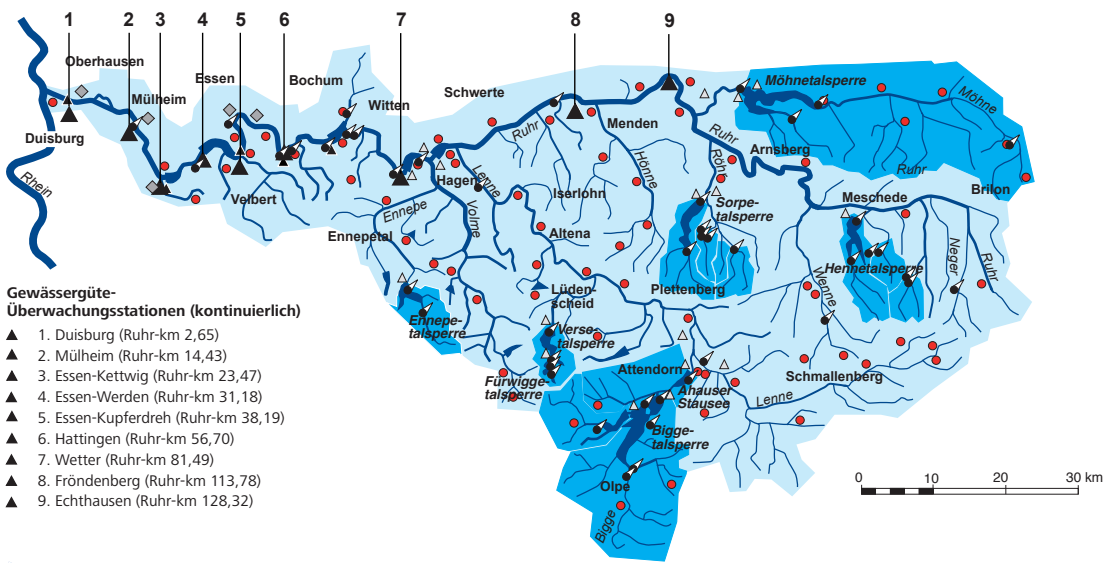 1 2 3 4 5 6 7 8 9
Oberhausen
Essen
Bochum
Möhnetalsperre
Mülheim
Witten
Schwerte
Möhne
Duisburg
Ruhr
Menden
Ruhr
Arnsberg
Rhein
Hagen
Lenne
Hönne
Röhr
Ruhr
Velbert
Iserlohn
Brilon
Ennepe
Volme
Meschede
Sorpe-
talsperre
Ennepetal
Altena
Neger
Ruhr
Hennetalsperre
Wenne
Plettenberg
Lüden-
scheid
Ennepe-
talsperre
Verse-
talsperre
Attendorn
Schmallenberg
Fürwigge-
talsperre
Ahauser
Stausee
Lenne
Bigge-
talsperre
Olpe
Bigge
Gewässergüte-
Überwachungsstationen (kontinuierlich)
1. Duisburg (Ruhr-km 2,65)
2. Mülheim (Ruhr-km 14,43)
3. Essen-Kettwig (Ruhr-km 23,47)
4. Essen-Werden (Ruhr-km 31,18)
5. Essen-Kupferdreh (Ruhr-km 38,19)
6. Hattingen (Ruhr-km 56,70)
7. Wetter (Ruhr-km 81,49)
8. Fröndenberg (Ruhr-km 113,78)
9. Echthausen (Ruhr-km 128,32)
0 10 20 30 km